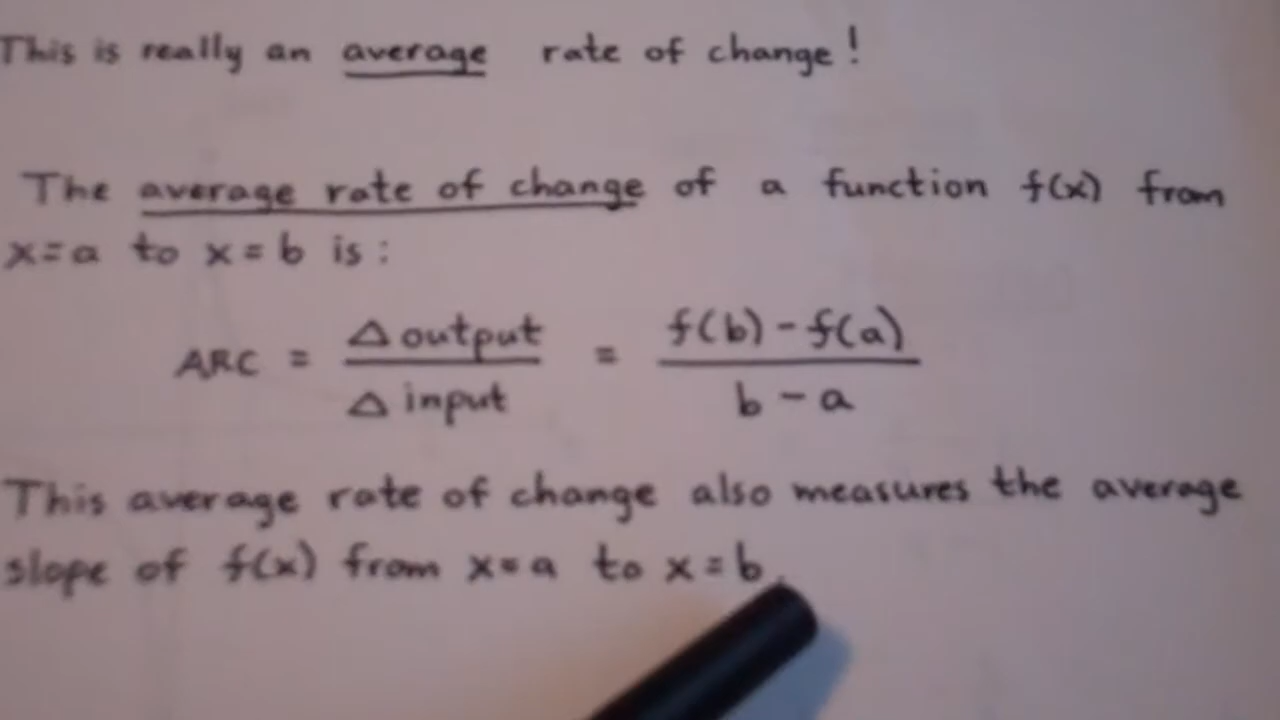 This is really an average rate of change!
The average rate of change of a function f(x) from
x=a to x=b is:
ARC = Δ output / Δ input = f(b)-f(a) / b-a
This average rate of change also measures the average
slope of f(x) from x=a to x=b.